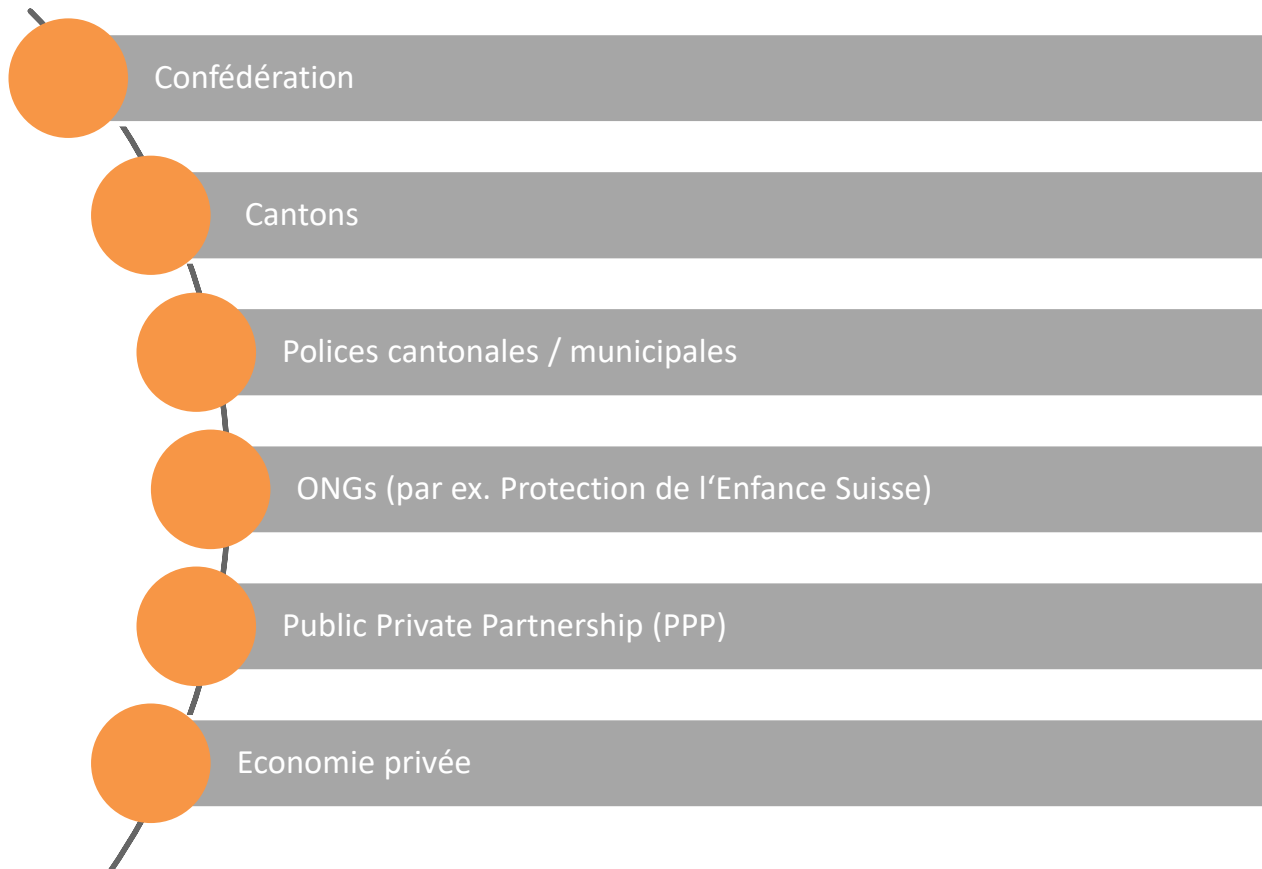 Confédération
Cantons
Polices cantonales / municipales
ONGs (par ex. Protection de l‘Enfance Suisse)
Public Private Partnership (PPP)
Economie privée